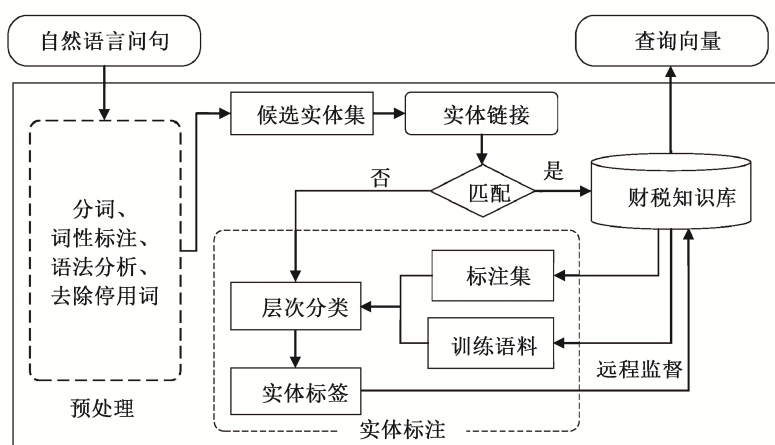 自然语言问句
查询向量
候选实体集
实体链接
否
匹配
是
财税知识库
分词、
词性标注、
语法分析、
去除停用词
标注集
层次分类
训练语料
远程监督
实体标签
预处理
实体标注